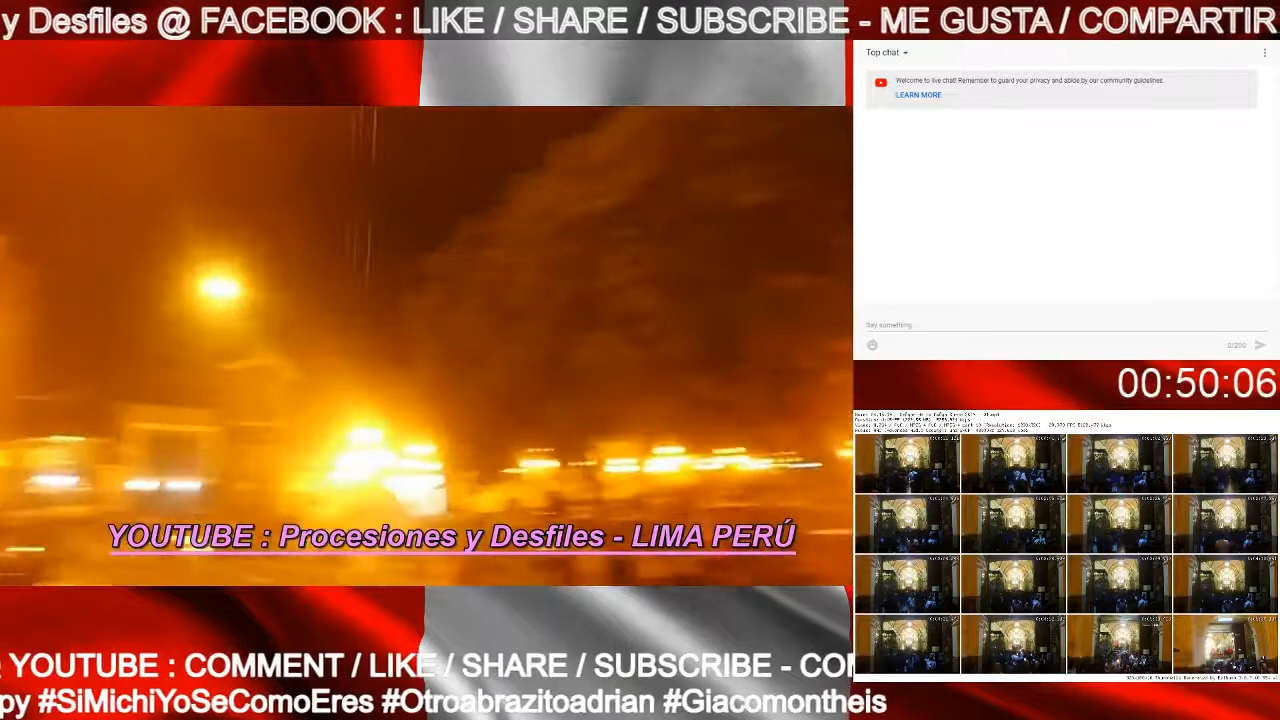 y Desfiles @ FACEBOOK : LIKE / SHARE / SUBSCRIBE - ME GUSTA / COMPARTIR
Top chat
Welcome to live chat! Remember to guard your privacy and abide by our community guidelines.
LEARN MORE
Say something...
0/200
00:50:06
YOUTUBE : Procesiones y Desfiles - LIMA PERÚ
YOUTUBE : COMMENT / LIKE / SHARE / SUBSCRIBE - COM
py #SiMichiYoSeComoEres #Otroabrazitoadrian #Giacomontheis